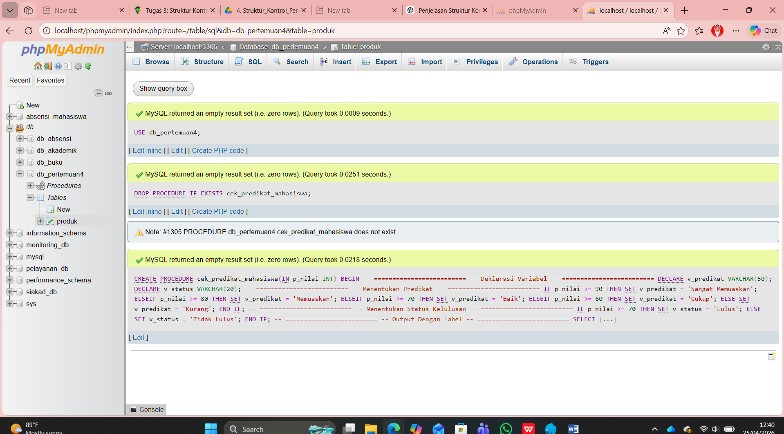 New tab
Tugas 3: Struktur Kontr
4. Struktur_Kontrol_Per
New tab
Penjelasan Struktur Ko
phpMyAdmin
localhost / localhost /
localhost/phpmyadmin/index.php?route=/table/sql&db=db_pertemuan4&table=produk
Chat
phpMyAdmin
Server: localhost:3306 » Database: db_pertemuan4 » Table: produk
Browse Structure SQL Search Insert Export Import Privileges Operations Triggers
Recent Favorites
New
absensi_mahasiswa
db
db_absensi
db_akademik
db_buku
db_pertemuan4
Procedures
Tables
New
produk
information_schema
monitoring_db
mysql
pelayanan_db
performance_schema
siskad_db
sys
Show query box
MySQL returned an empty result set (i.e. zero rows). (Query took 0.0009 seconds.)
USE db_pertemuan4;
[ Edit inline ] [ Edit ] [ Create PHP code ]
MySQL returned an empty result set (i.e. zero rows). (Query took 0.0251 seconds.)
DROP PROCEDURE IF EXISTS cek_predikat_mahasiswa;
[ Edit inline ] [ Edit ] [ Create PHP code ]
Note: #1305 PROCEDURE db_pertemuan4 cek_predikat_mahasiswa does not exist
MySQL returned an empty result set (i.e. zero rows). (Query took 0.0218 seconds.)
CREATE PROCEDURE cek_predikat_mahasiswa(IN p_nilai INT) BEGIN Deklarasi Variabel DECLARE v_predikat VARCHAR(50);
DECLARE v_status VARCHAR(20); Menentukan Predikat IF p_nilai >= 90 THEN SET v_predikat = 'Sangat Memuaskan';
ELSEIF p_nilai >= 80 THEN SET v_predikat = 'Memuaskan'; ELSEIF p_nilai >= 70 THEN SET v_predikat = 'Baik'; ELSEIF p_nilai >= 60 THEN SET v_predikat = 'Cukup'; ELSE SET
v_predikat = 'Kurang'; END IF; -- Menentukan Status Kelulusan -- IF p_nilai >= 70 THEN SET v_status = 'Lulus'; ELSE
SET v_status = 'Tidak Lulus'; END IF; -- -- Output Dengan Label -- SELECT [...]
[ Edit ]
Console
89°F
Mostly sunny
Search
12:40
25/04/2026